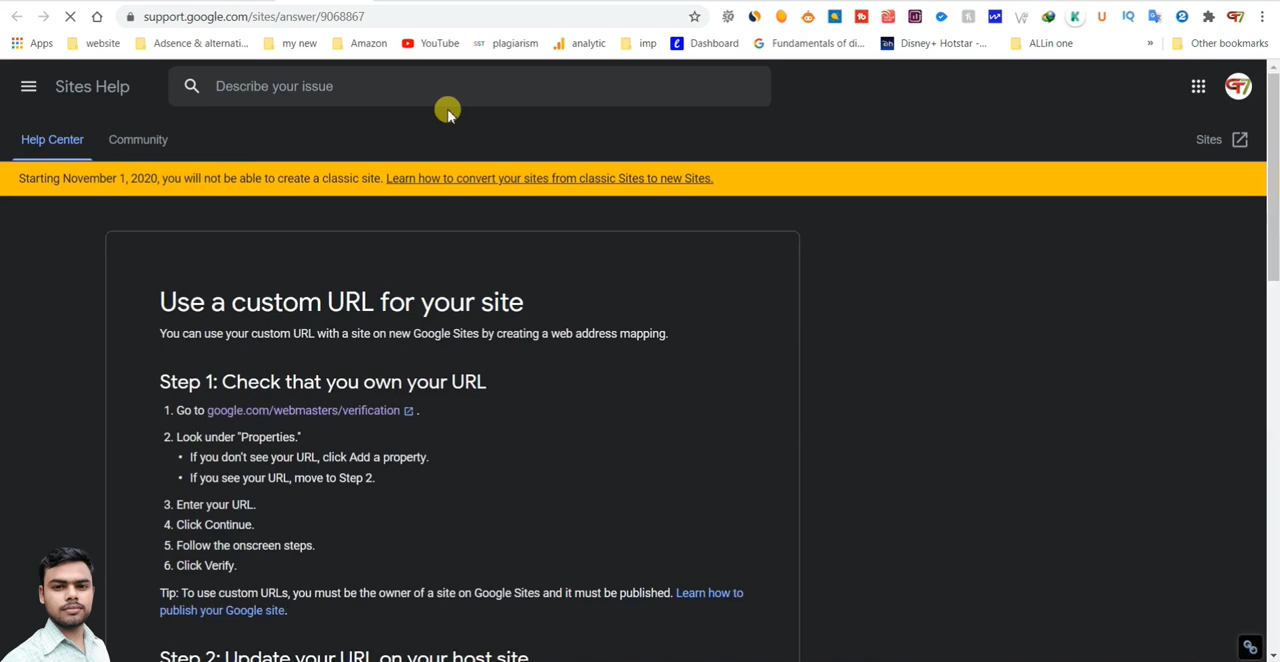 support.google.com/sites/answer/9068867
Apps website Adsence & alternati... my new Amazon YouTube SST plagiarism analytic imp Dashboard Fundamentals of di... Disney+ Hotstar -... ALLin one » Other bookmarks
Sites Help Describe your issue
Help Center Community Sites
Starting November 1, 2020, you will not be able to create a classic site. Learn how to convert your sites from classic Sites to new Sites.
Use a custom URL for your site
You can use your custom URL with a site on new Google Sites by creating a web address mapping.
Step 1: Check that you own your URL
1. Go to google.com/webmasters/verification .
2. Look under "Properties."
• If you don't see your URL, click Add a property.
• If you see your URL, move to Step 2.
3. Enter your URL.
4. Click Continue.
5. Follow the onscreen steps.
6. Click Verify.
Tip: To use custom URLs, you must be the owner of a site on Google Sites and it must be published. Learn how to
publish your Google site.
Step 2: Update your URL on your host site